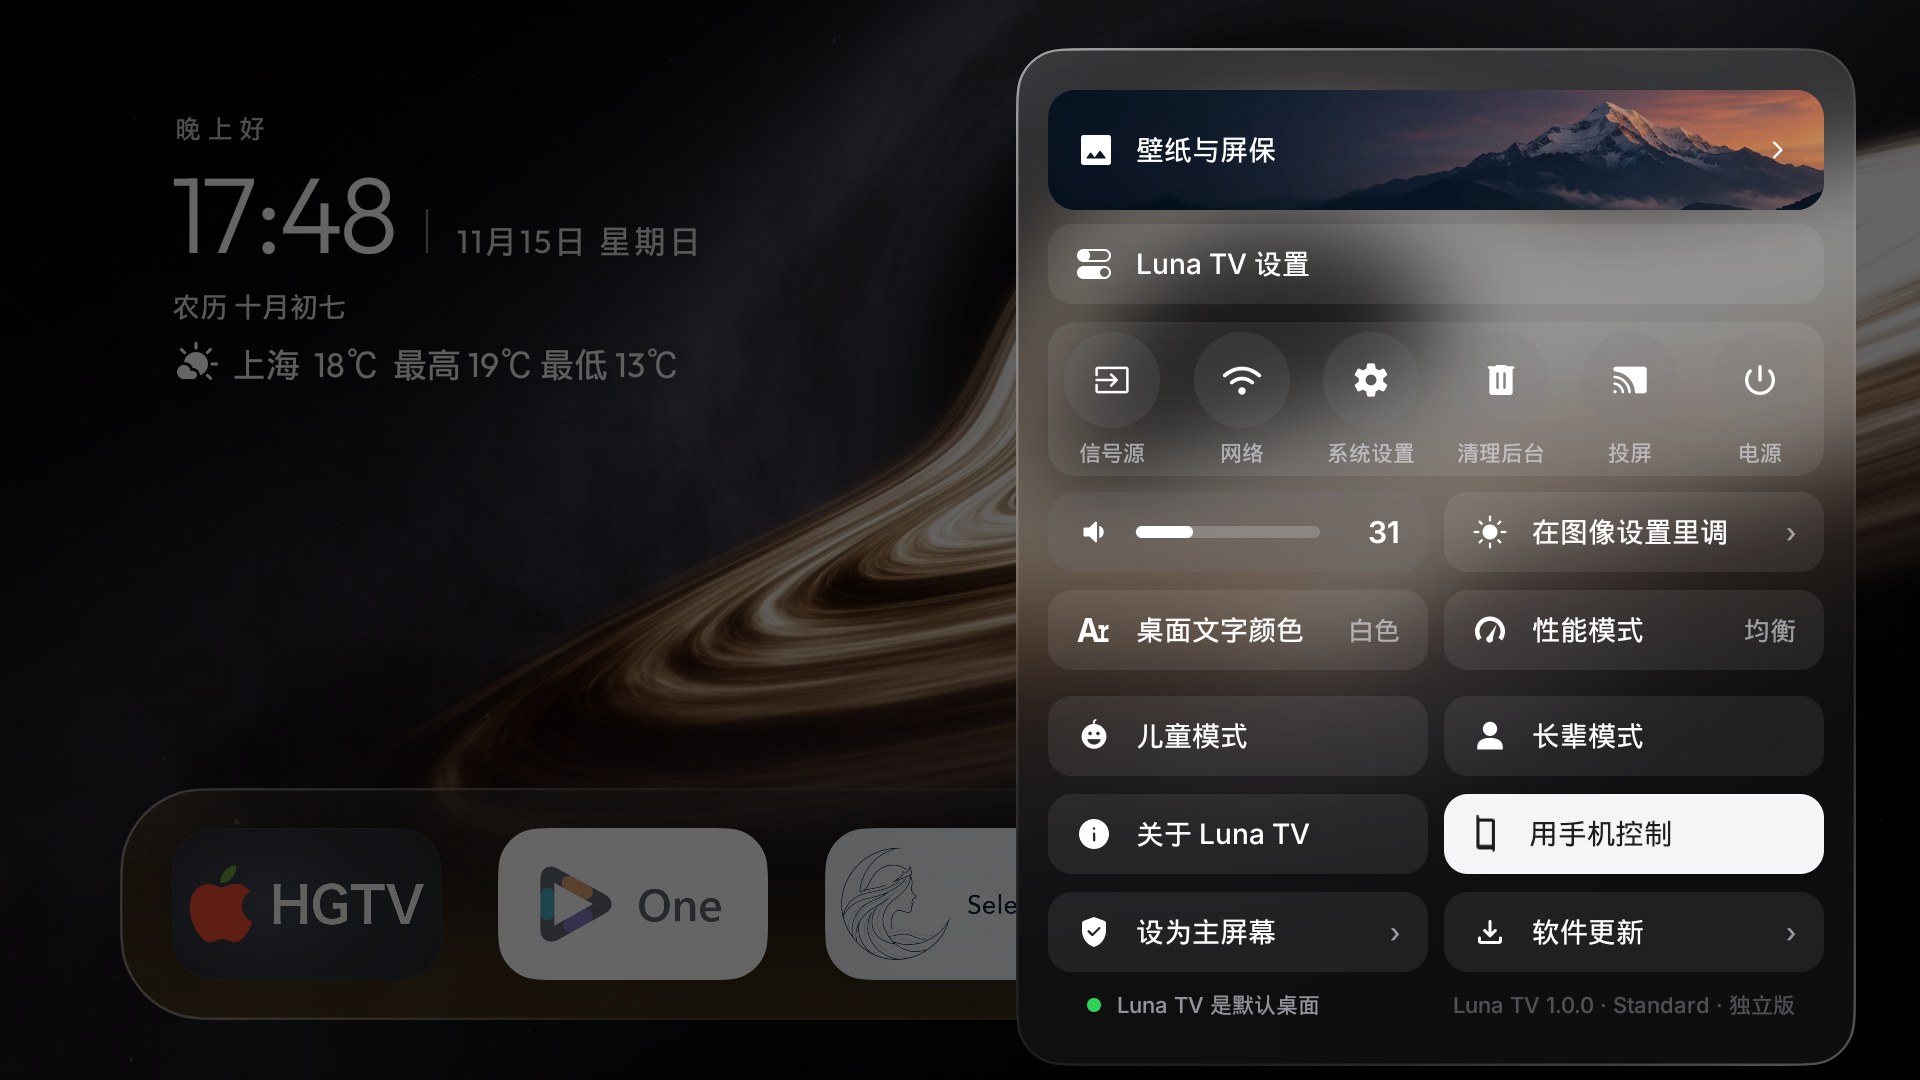 晚上好
17:48
11月15日 星期日
农历 十月初七
上海 18℃ 最高19℃ 最低13℃
HGTV
One
Sele
壁纸与屏保
Luna TV 设置
信号源
网络
系统设置
清理后台
投屏
电源
31
在图像设置里调
Ar 桌面文字颜色 白色
性能模式 均衡
儿童模式
长辈模式
关于 Luna TV
用手机控制
设为主屏幕
软件更新
Luna TV 是默认桌面
Luna TV 1.0.0 · Standard · 独立版